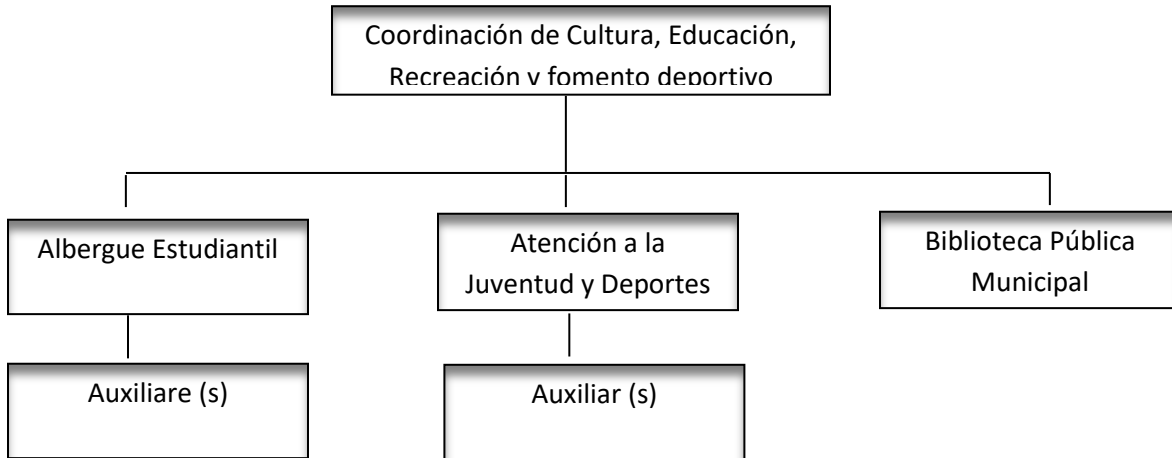 Coordinación de Cultura, Educación,
Recreación y fomento deportivo
Albergue Estudiantil
Atención a la
Juventud y Deportes
Biblioteca Pública
Municipal
Auxiliare (s)
Auxiliar (s)